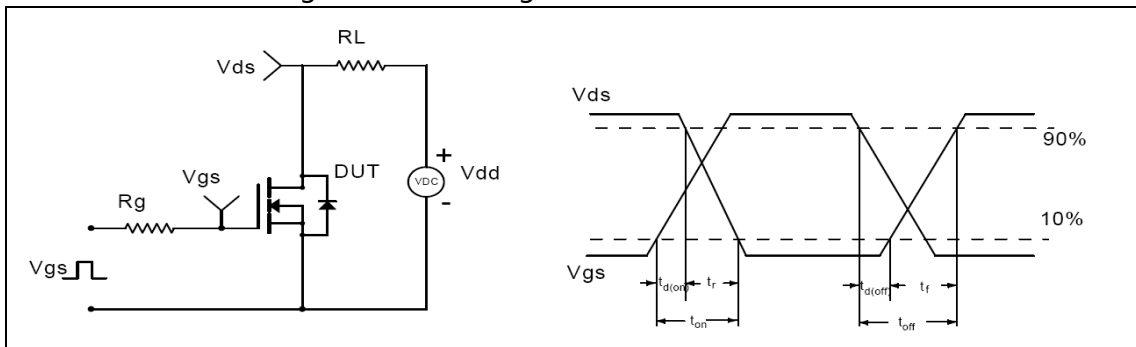 RL
Vds
Vgs
DUT
Rg
Vgs
VDC
+
-
Vdd
Vds
90%
10%
Vgs
td(on)
tr
ton
td(off)
tf
toff